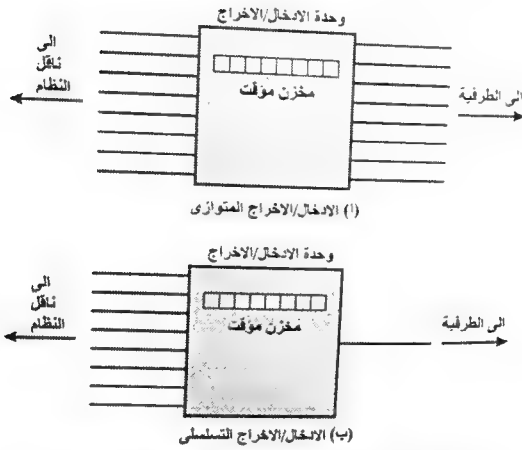 وحدة الادخال/الاخراج
الى
ناقل
النظام
مخزن مؤقت
الى الطرفية
(أ) الادخال/الاخراج المتوازى
وحدة الادخال/الاخراج
الى
ناقل
النظام
مخزن مؤقت
الى الطرفية
(ب) الادخال/الاخراج التسلسلى